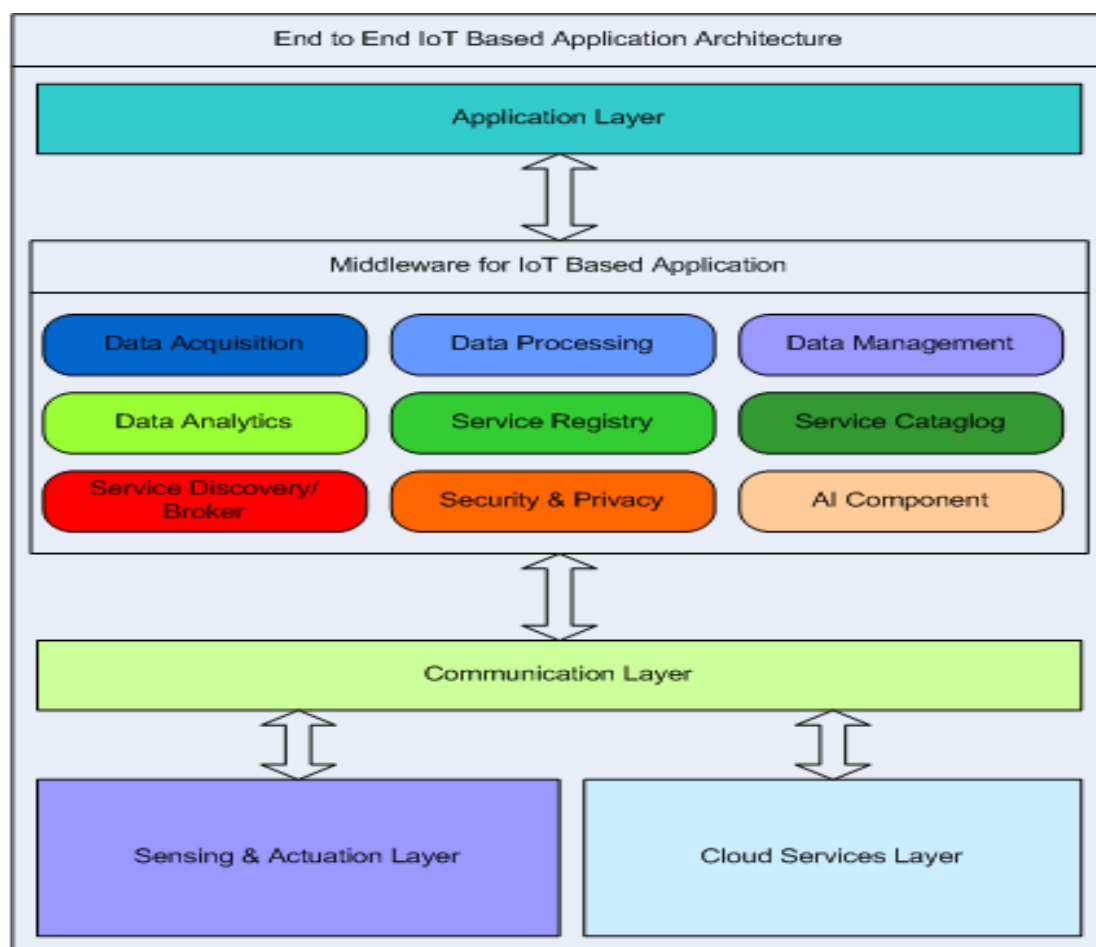 End to End IoT Based Application Architecture
Application Layer
Middleware for IoT Based Application
Data Acquisition
Data Processing
Data Management
Data Analytics
Service Registry
Service Cataglog
Service Discovery/
Broker
Security & Privacy
AI Component
Communication Layer
Sensing & Actuation Layer
Cloud Services Layer